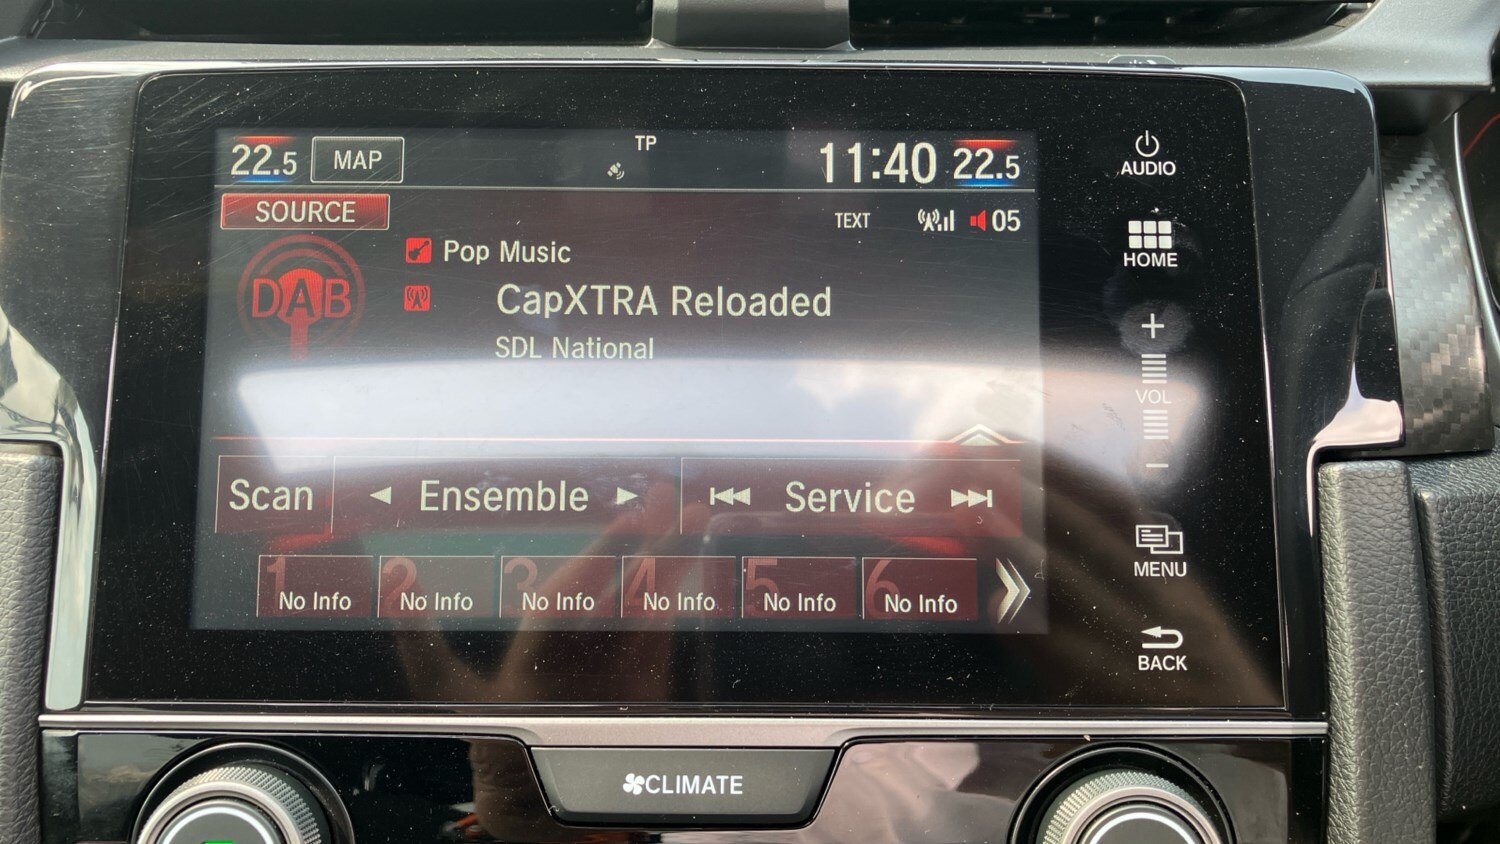 22.5 MAP TP 11:40 22.5
SOURCE TEXT 05
DAB
Pop Music
CapXTRA Reloaded
SDL National
Scan Ensemble Service
1 2 3 4 5 6
No Info No Info No Info No Info No Info No Info
AUDIO
HOME
+
VOL
-
MENU
BACK
CLIMATE